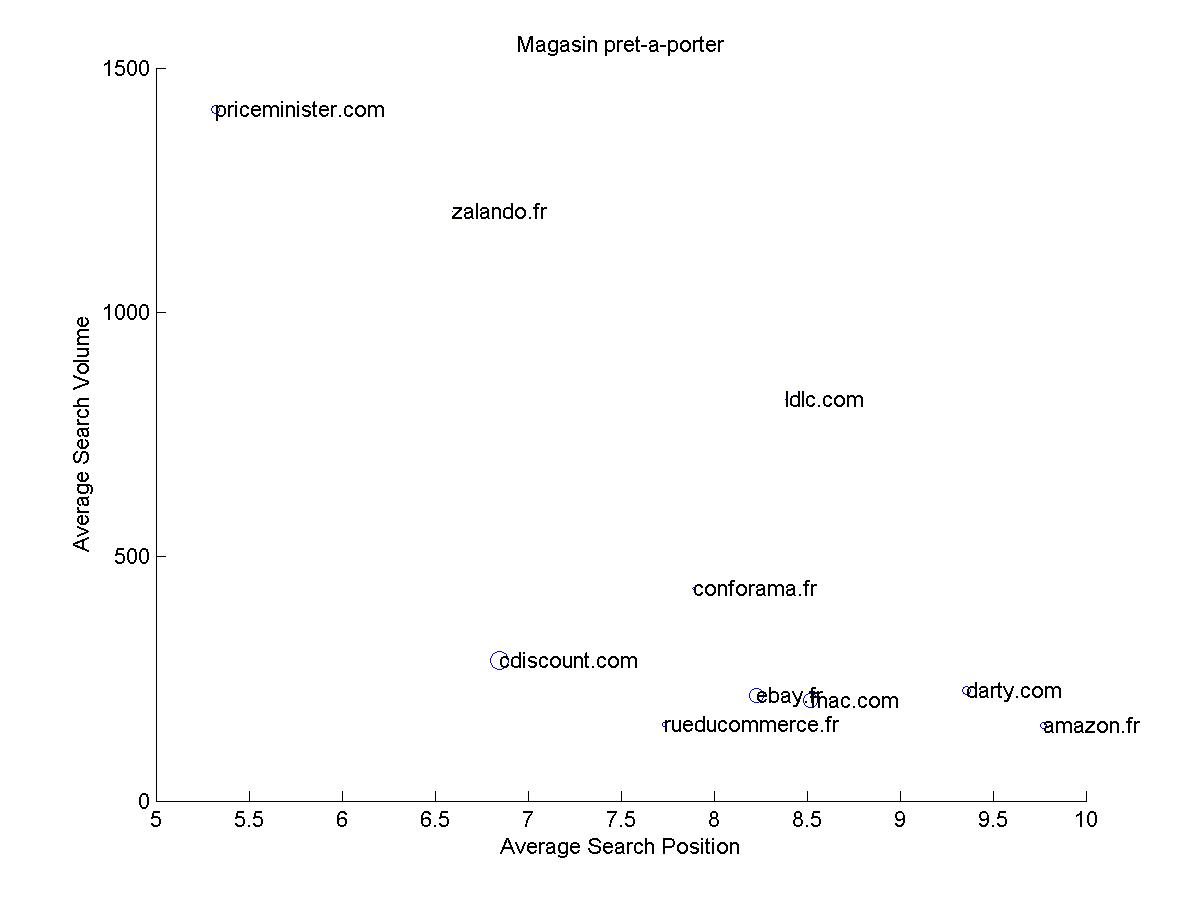 Magasin pret-a-porter
1500
priceminister.com
zalando.fr
1000
ldlc.com
Average Search Volume
500
conforama.fr
cdiscount.com
ebay.fr
fnac.com
darty.com
rueducommerce.fr
amazon.fr
0
5 5.5 6 6.5 7 7.5 8 8.5 9 9.5 10
Average Search Position